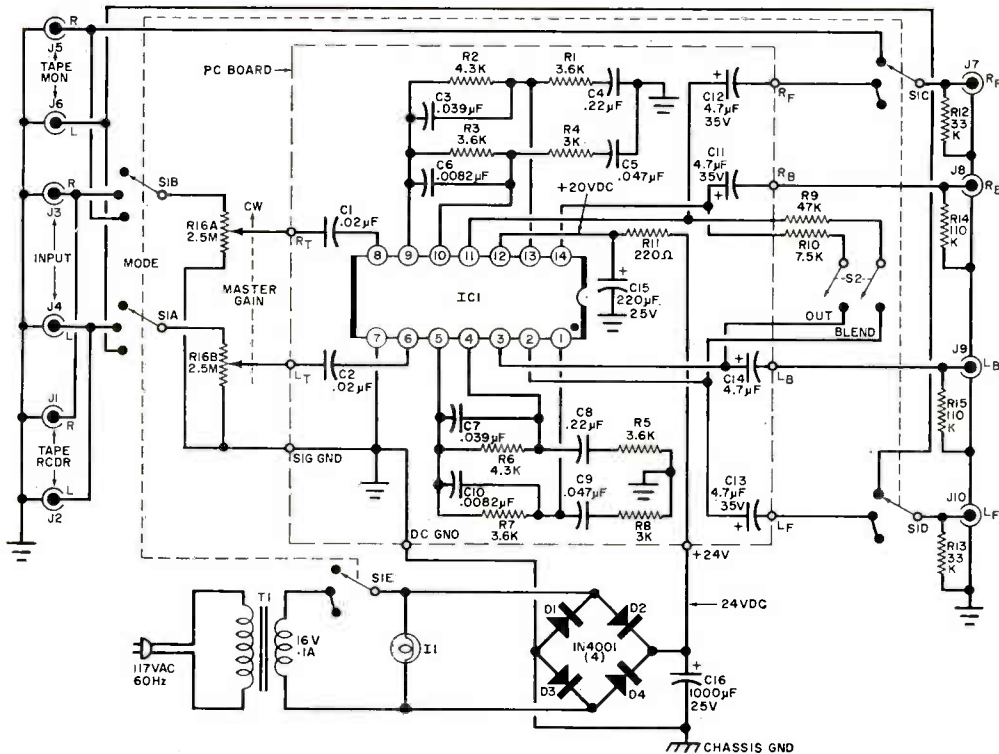 R
J5
TAPE
MON
J6
L
R
J3
INPUT
J4
L
J1
R
TAPE
RCDR
L
J2
MODE
S1B
S1A
R16A
2.5M
CW
MASTER
GAIN
R16B
2.5M
PC BOARD
RT
C1
.02µF
LT
C2
.02µF
SIG GND
R2
4.3K
C3
.039µF
R3
3.6K
C6
.0082µF
R1
3.6K
C4
.22µF
R4
3K
C5
.047µF
+20VDC
8
9
10
11
12
13
14
IC1
7
6
5
4
3
2
1
R11
220Ω
+
C15
220µF
25V
+
C12
4.7µF
35V
RF
C11
4.7µF
35V
+
RB
R9
47K
R10
7.5K
S2
OUT
BLEND
+
C14
4.7µF
LB
C13
4.7µF
35V
+
LF
C7
.039µF
R6
4.3K
C10
.0082µF
R7
3.6K
C8
.22µF
R5
3.6K
C9
.047µF
R8
3K
DC GND
+24V
S1C
J7
RF
R12
33
K
J8
RB
R14
110
K
J9
LB
R15
110
K
J10
LF
S1D
R13
33
K
S1E
T1
117VAC
60Hz
16V
.1A
I1
D1
D2
1N4001
(4)
D3
D4
24VDC
+
C16
1000µF
25V
CHASSIS GND